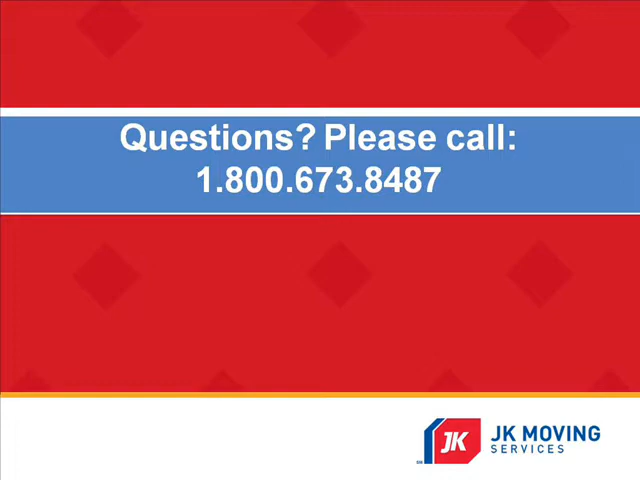 Questions? Please call:
1.800.673.8487
JK
JK MOVING
SERVICES